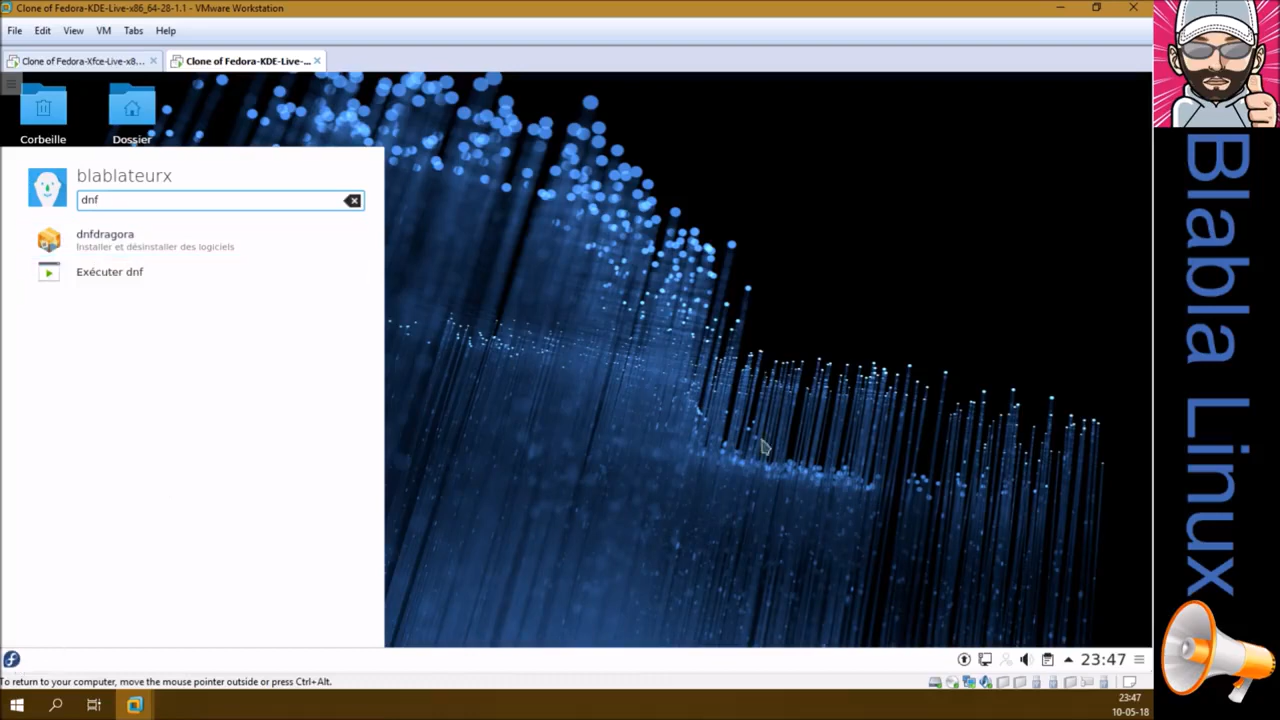 Clone of Fedora-KDE-Live-x86_64-28-1.1 - VMware Workstation
File Edit View VM Tabs Help
Clone of Fedora-Xfce-Live-x8... Clone of Fedora-KDE-Live-...
Corbeille Dossier
blablateurx
dnf
dnfdragora
Installer et désinstaller des logiciels
Exécuter dnf
23:47
To return to your computer, move the mouse pointer outside or press Ctrl+Alt.
23:47
10-05-18
Blabla Linux